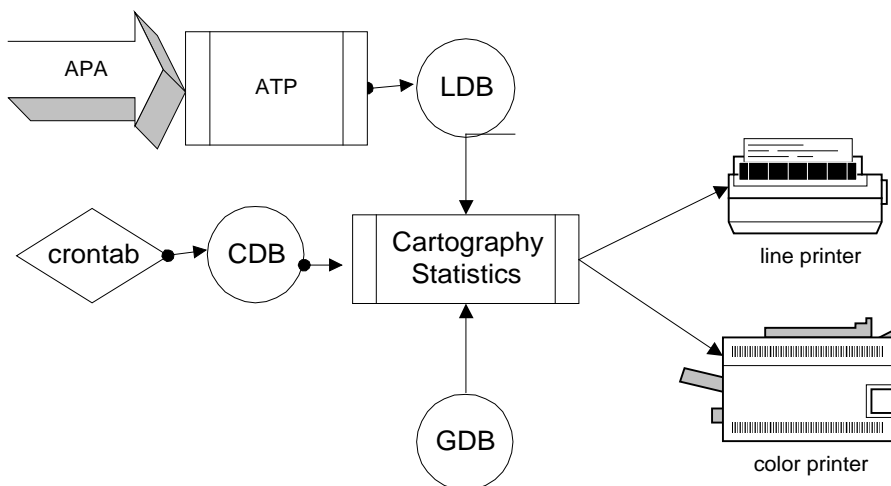 APA
ATP
LDB
crontab
CDB
Cartography
Statistics
line printer
GDB
color printer